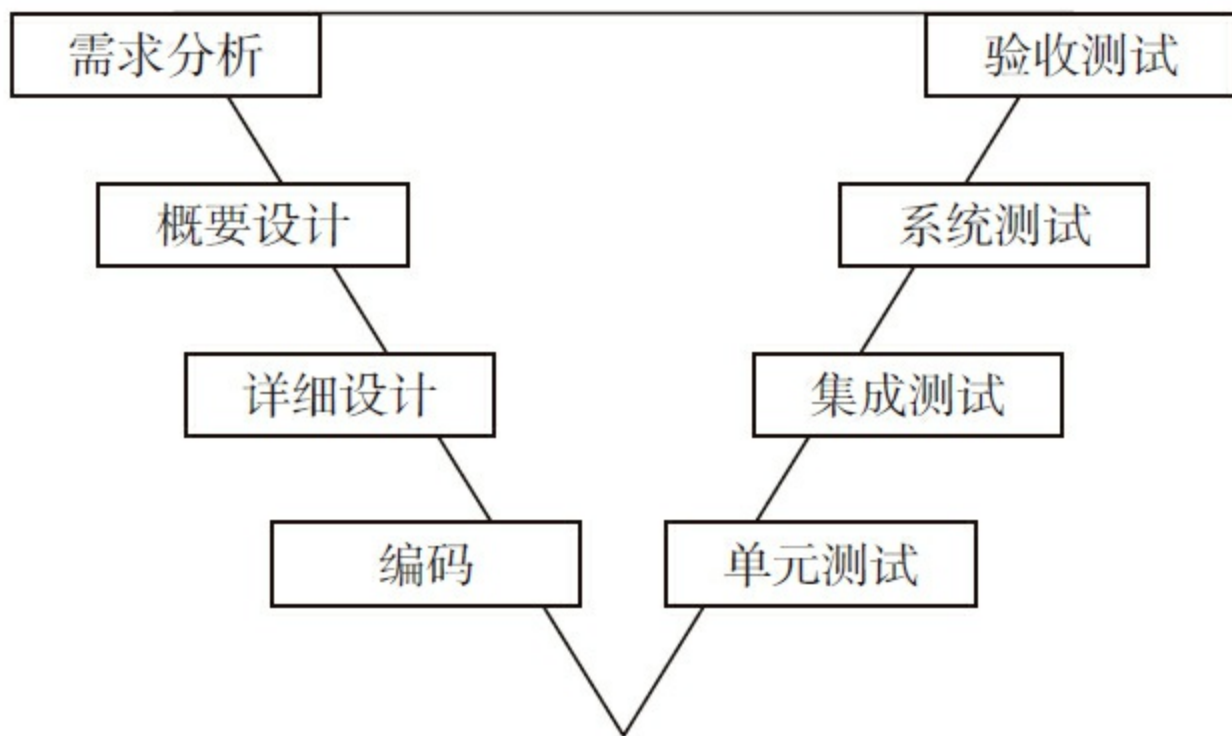 需求分析
验收测试
概要设计
系统测试
详细设计
集成测试
编码
单元测试